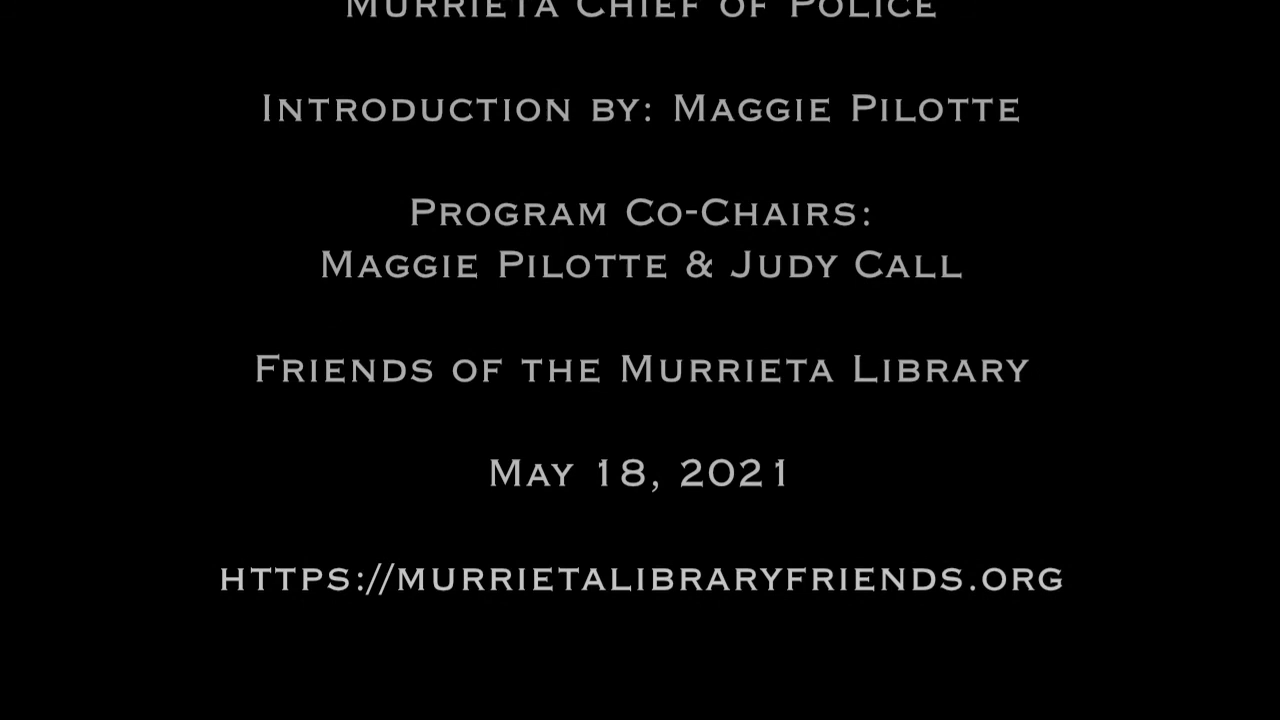 Murrieta Chief of Police
Introduction by: Maggie Pilotte
Program Co-Chairs:
Maggie Pilotte & Judy Call
Friends of the Murrieta Library
May 18, 2021
https://murrietalibraryfriends.org